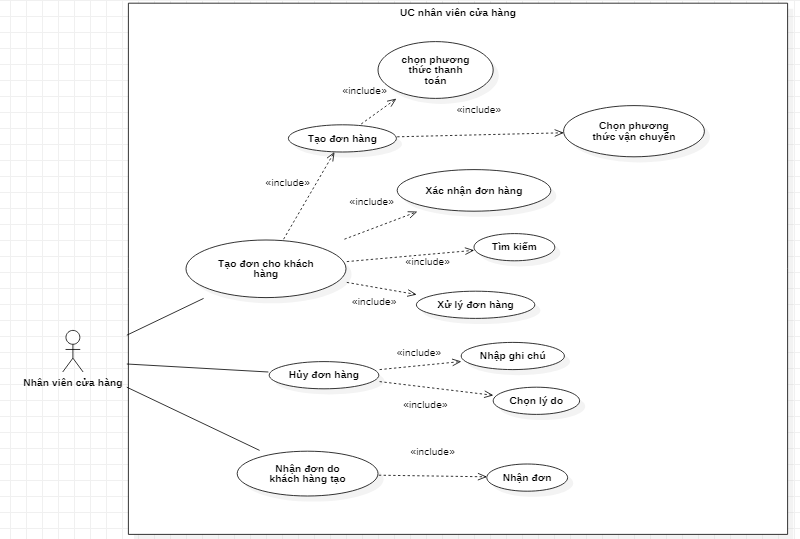 UC nhân viên cửa hàng
chọn phương
thức thanh
toán
«include»
«include»
Chọn phương
thức vận chuyển
Tạo đơn hàng
«include»
Xác nhận đơn hàng
«include»
Tìm kiếm
«include»
Tạo đơn cho khách
hàng
«include»
Xử lý đơn hàng
Nhân viên cửa hàng
«include»
Nhập ghi chú
Hủy đơn hàng
«include»
Chọn lý do
«include»
Nhận đơn do
khách hàng tạo
Nhận đơn